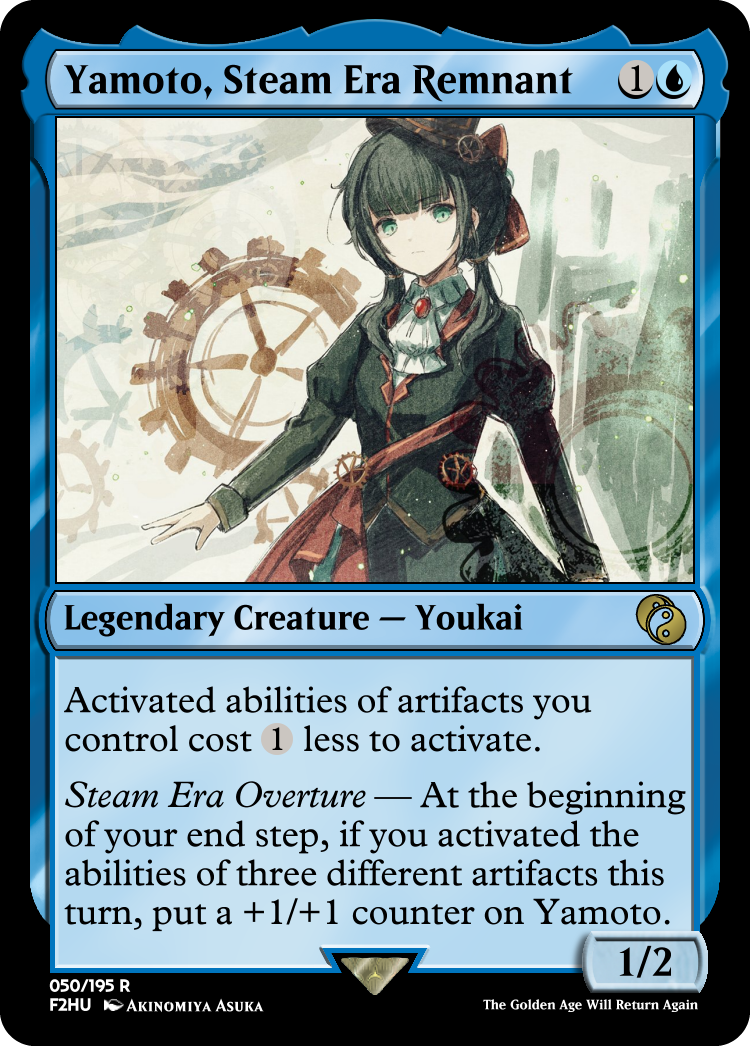 Yamoto, Steam Era Remnant 1
Legendary Creature — Youkai
Activated abilities of artifacts you
control cost 1 less to activate.
Steam Era Overture — At the beginning
of your end step, if you activated the
abilities of three different artifacts this
turn, put a +1/+1 counter on Yamoto.
1/2
050/195 R
F2HU Akinomiya Asuka
The Golden Age Will Return Again